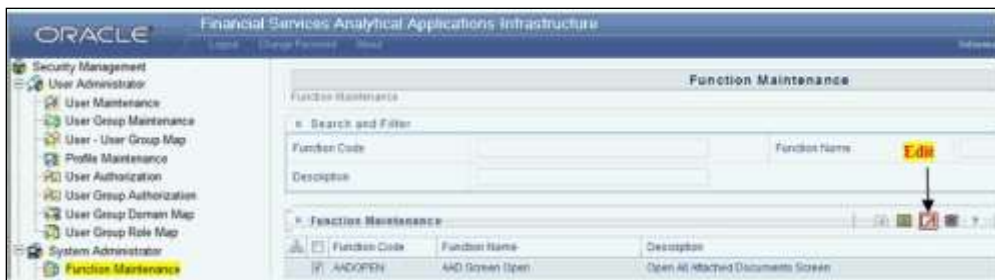 ORACLE
Financial Services Analytical Applications Infrastructure
Logout Change Password About
Security Management
User Administrator
User Maintenance
User Group Maintenance
User - User Group Map
Profile Maintenance
User Authorization
User Group Authorization
User Group Domain Map
User Group Role Map
System Administrator
Function Maintenance
Function Maintenance
Function Maintenance
Search and Filter
Function Code
Function Name
Edit
Description
Function Maintenance
Function Code Function Name Description
AADOPEN AAD Screen Open Open All Attached Documents Screen